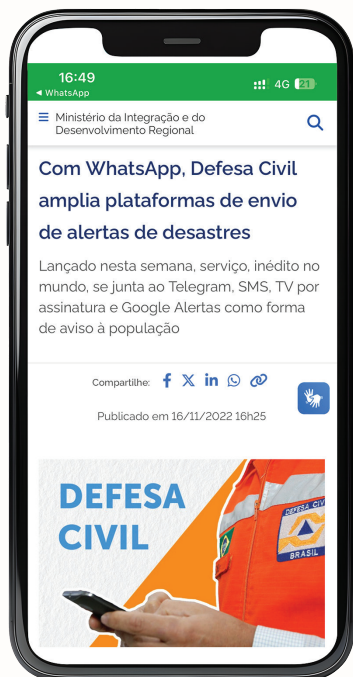 16:49
4G 21
WhatsApp
Ministério da Integração e do
Desenvolvimento Regional
Com WhatsApp, Defesa Civil
amplia plataformas de envio
de alertas de desastres
Lançado nesta semana, serviço, inédito no
mundo, se junta ao Telegram, SMS, TV por
assinatura e Google Alertas como forma
de aviso à população
Compartilhe:
Publicado em 16/11/2022 16h25
DEFESA
CIVIL
DEFESA CIV
BRASIL